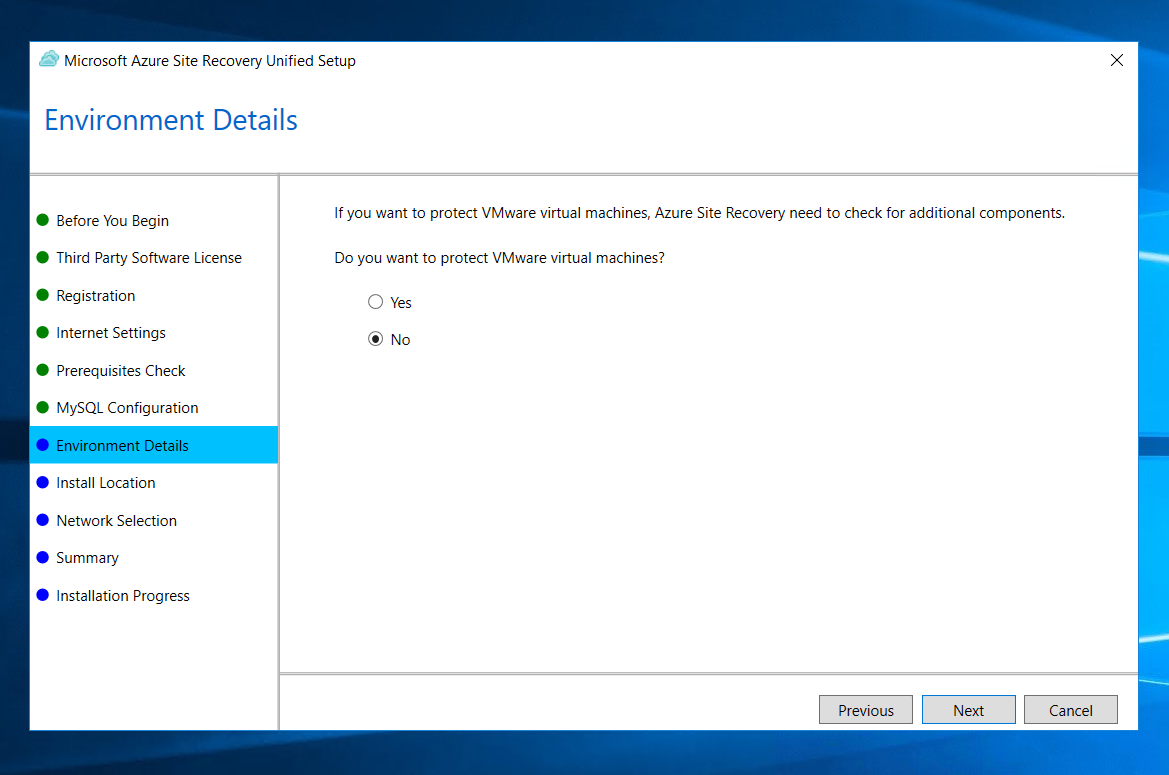 Microsoft Azure Site Recovery Unified Setup
Environment Details
Before You Begin
Third Party Software License
Registration
Internet Settings
Prerequisites Check
MySQL Configuration
Environment Details
Install Location
Network Selection
Summary
Installation Progress
If you want to protect VMware virtual machines, Azure Site Recovery need to check for additional components.
Do you want to protect VMware virtual machines?
Yes
No
Previous Next Cancel